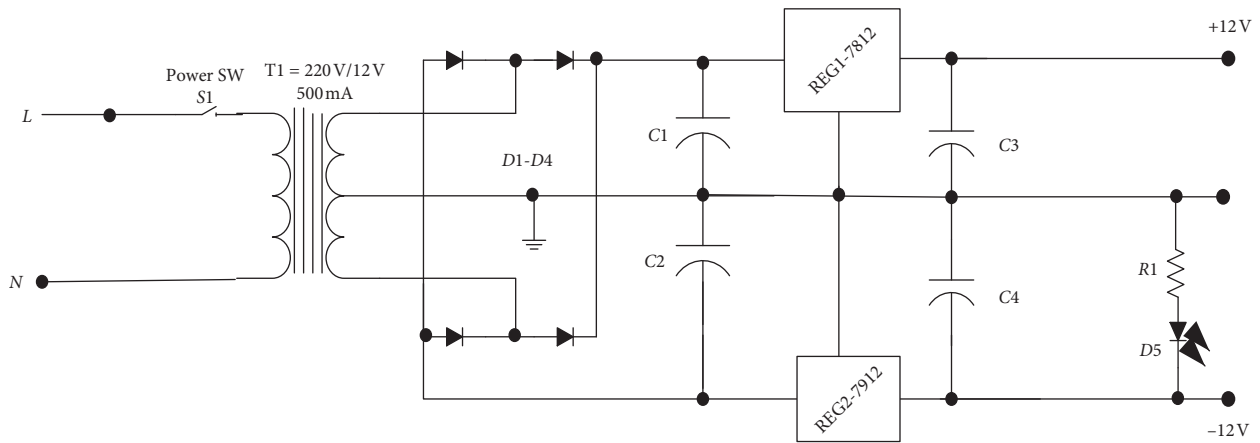 +12 V
REG1-7812
Power SW
S1
T1 = 220 V/12 V
500 mA
L
C1
C3
D1-D4
N
C2
C4
R1
D5
REG2-7912
–12 V